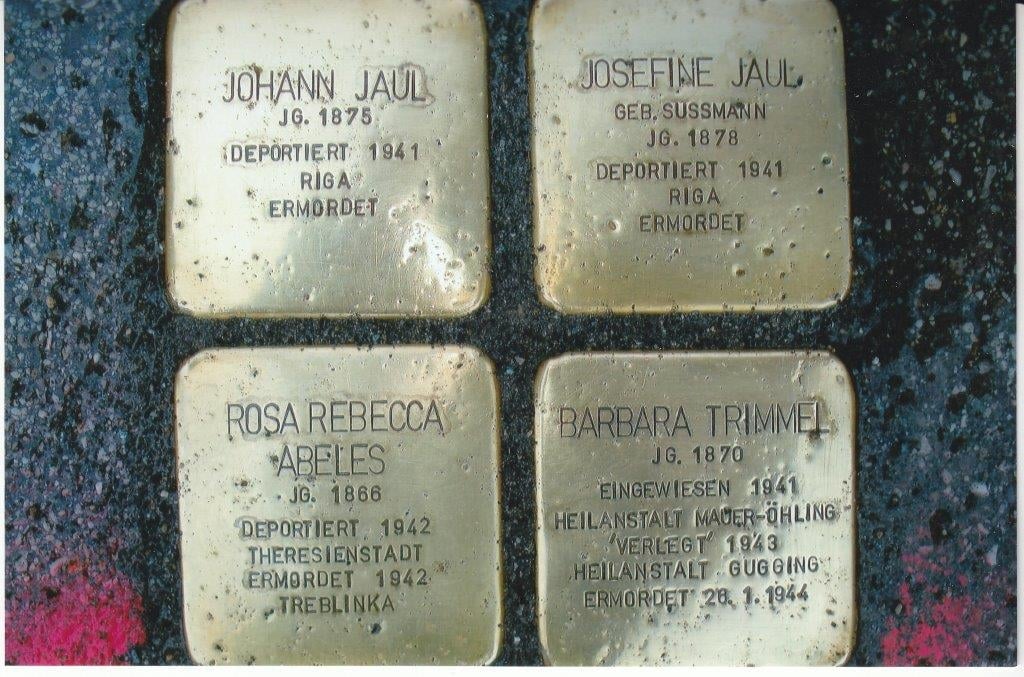 JOHANN JAUL
JG. 1875
DEPORTIERT 1941
RIGA
ERMORDET
JOSEFINE JAUL
GEB. SUSSMANN
JG. 1878
DEPORTIERT 1941
RIGA
ERMORDET
ROSA REBECCA
ABELES
JG. 1866
DEPORTIERT 1942
THERESIENSTADT
ERMORDET 1942
TREBLINKA
BARBARA TRIMMEL
JG. 1870
EINGEWIESEN 1941
HEILANSTALT MAUER-ÖHLING
"VERLEGT" 1943
HEILANSTALT GUGGING
ERMORDET 26. 1. 1944